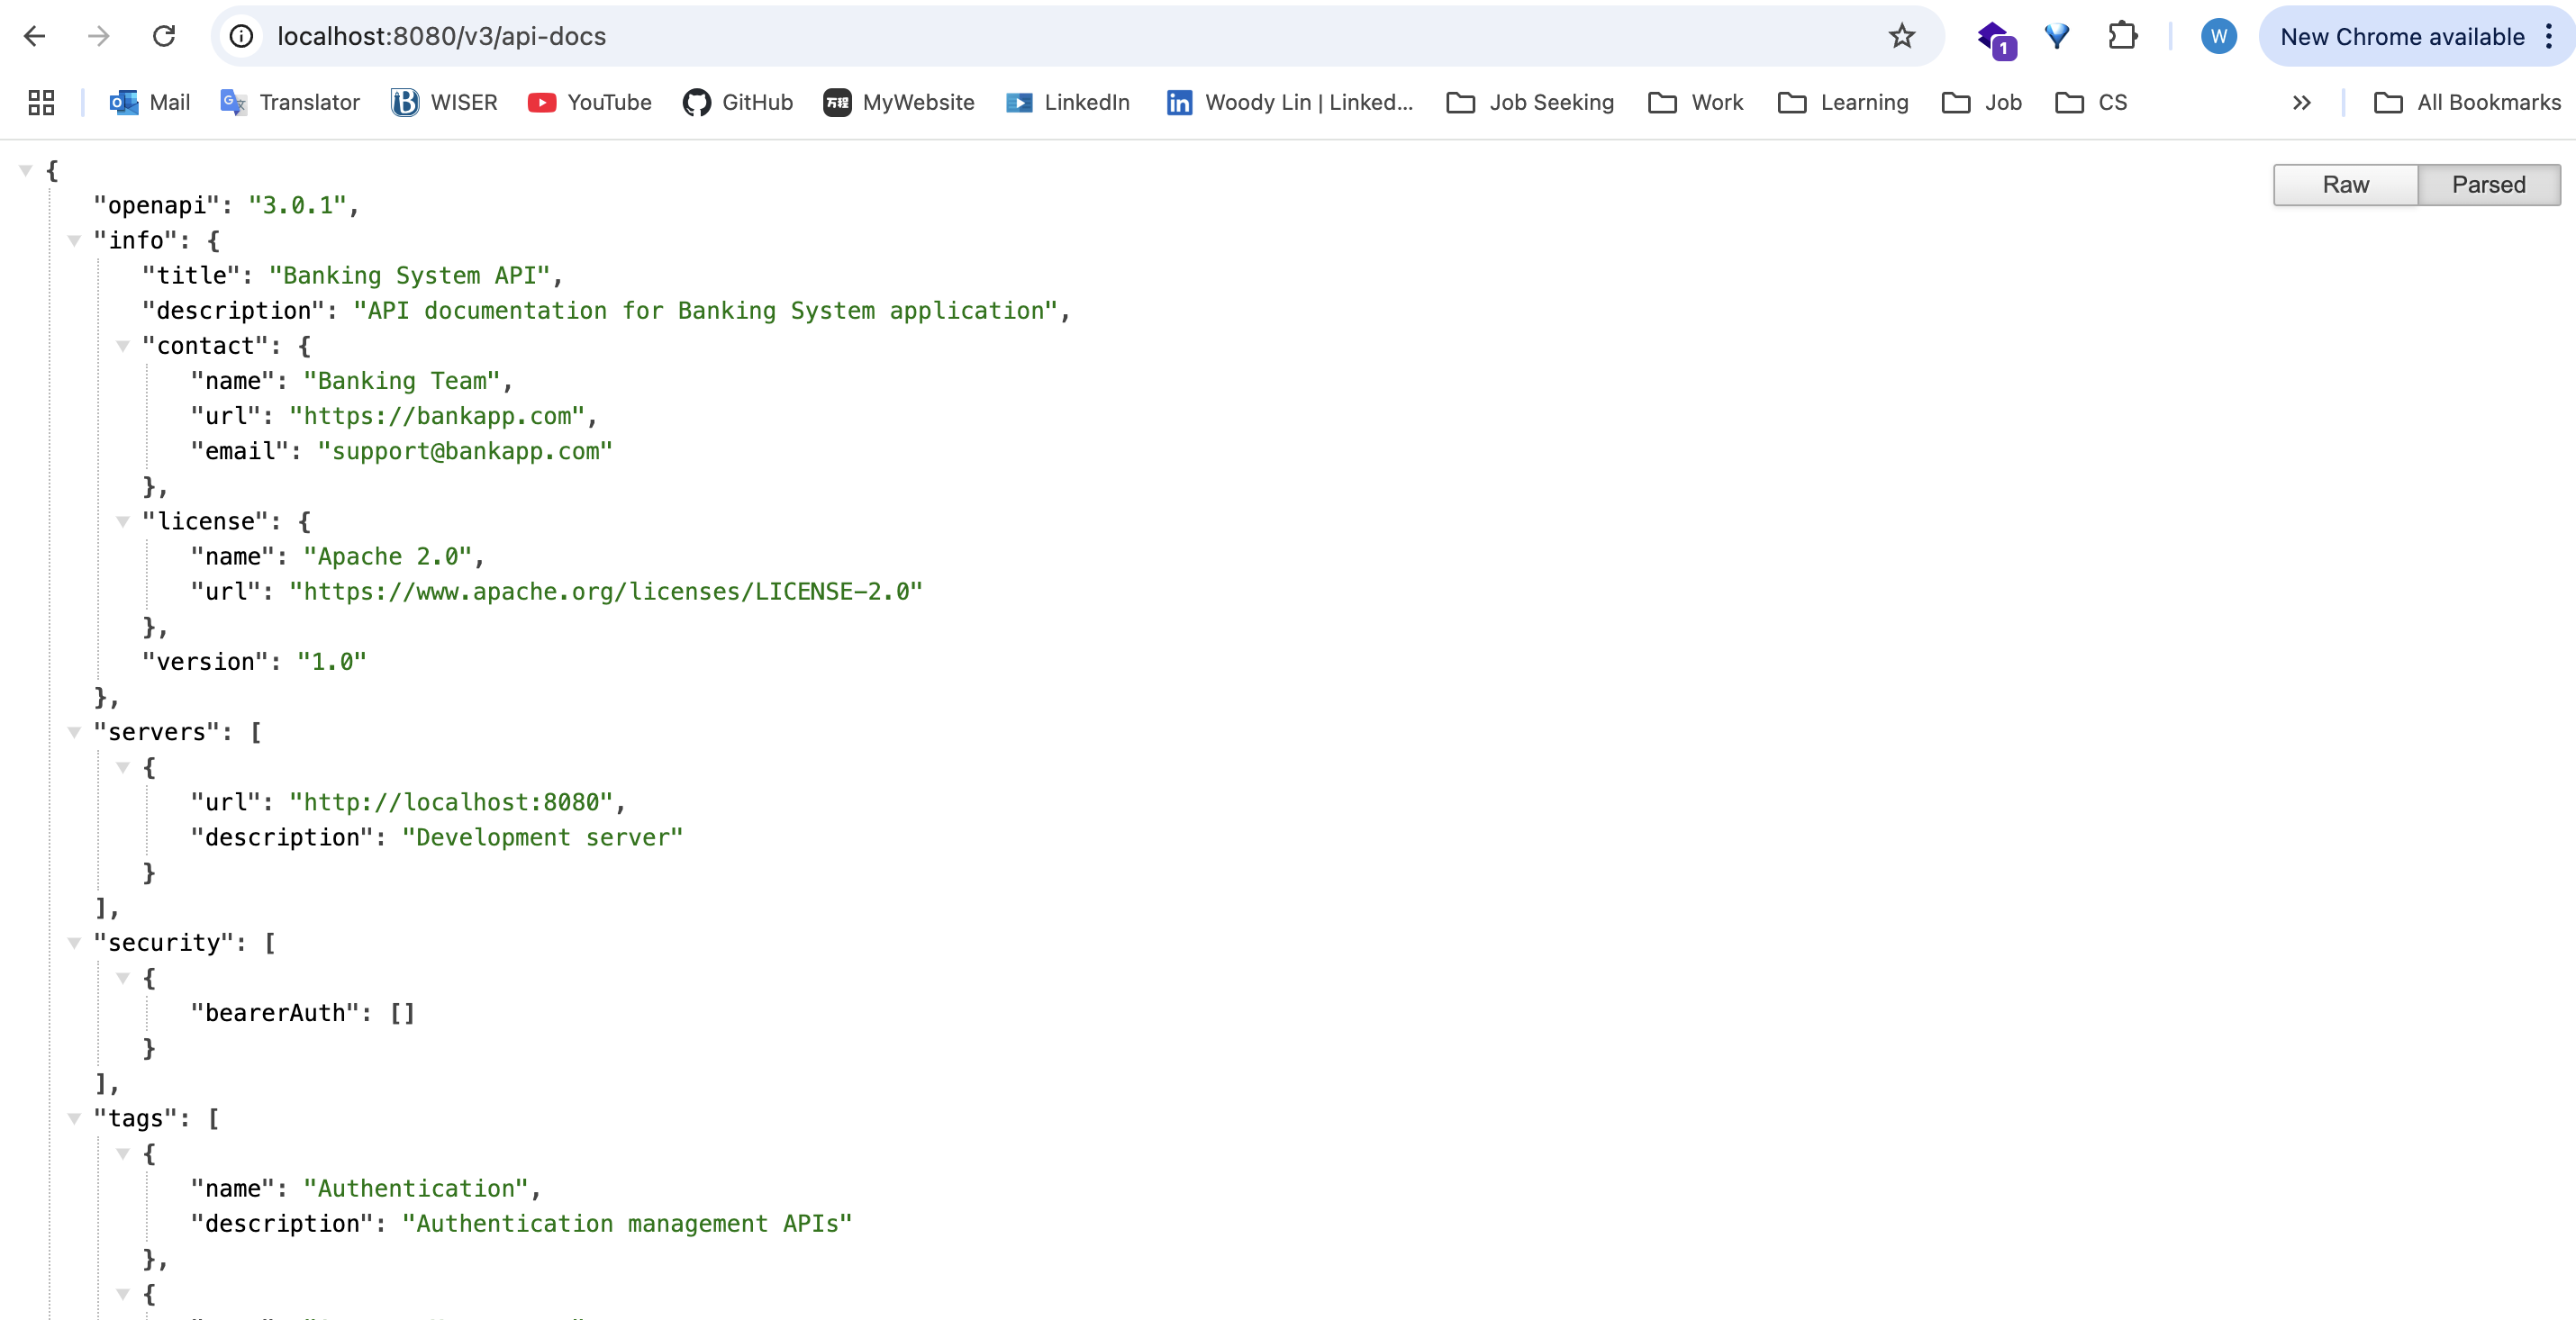 localhost:8080/v3/api-docs
1
W
New Chrome available
Mail Translator WISER YouTube GitHub 万程 MyWebsite LinkedIn Woody Lin | Linked... Job Seeking Work Learning Job CS All Bookmarks
Raw Parsed
{
"openapi": "3.0.1",
"info": {
"title": "Banking System API",
"description": "API documentation for Banking System application",
"contact": {
"name": "Banking Team",
"url": "https://bankapp.com",
"email": "support@bankapp.com"
},
"license": {
"name": "Apache 2.0",
"url": "https://www.apache.org/licenses/LICENSE-2.0"
},
"version": "1.0"
},
"servers": [
{
"url": "http://localhost:8080",
"description": "Development server"
}
],
"security": [
{
"bearerAuth": []
}
],
"tags": [
{
"name": "Authentication",
"description": "Authentication management APIs"
},
{